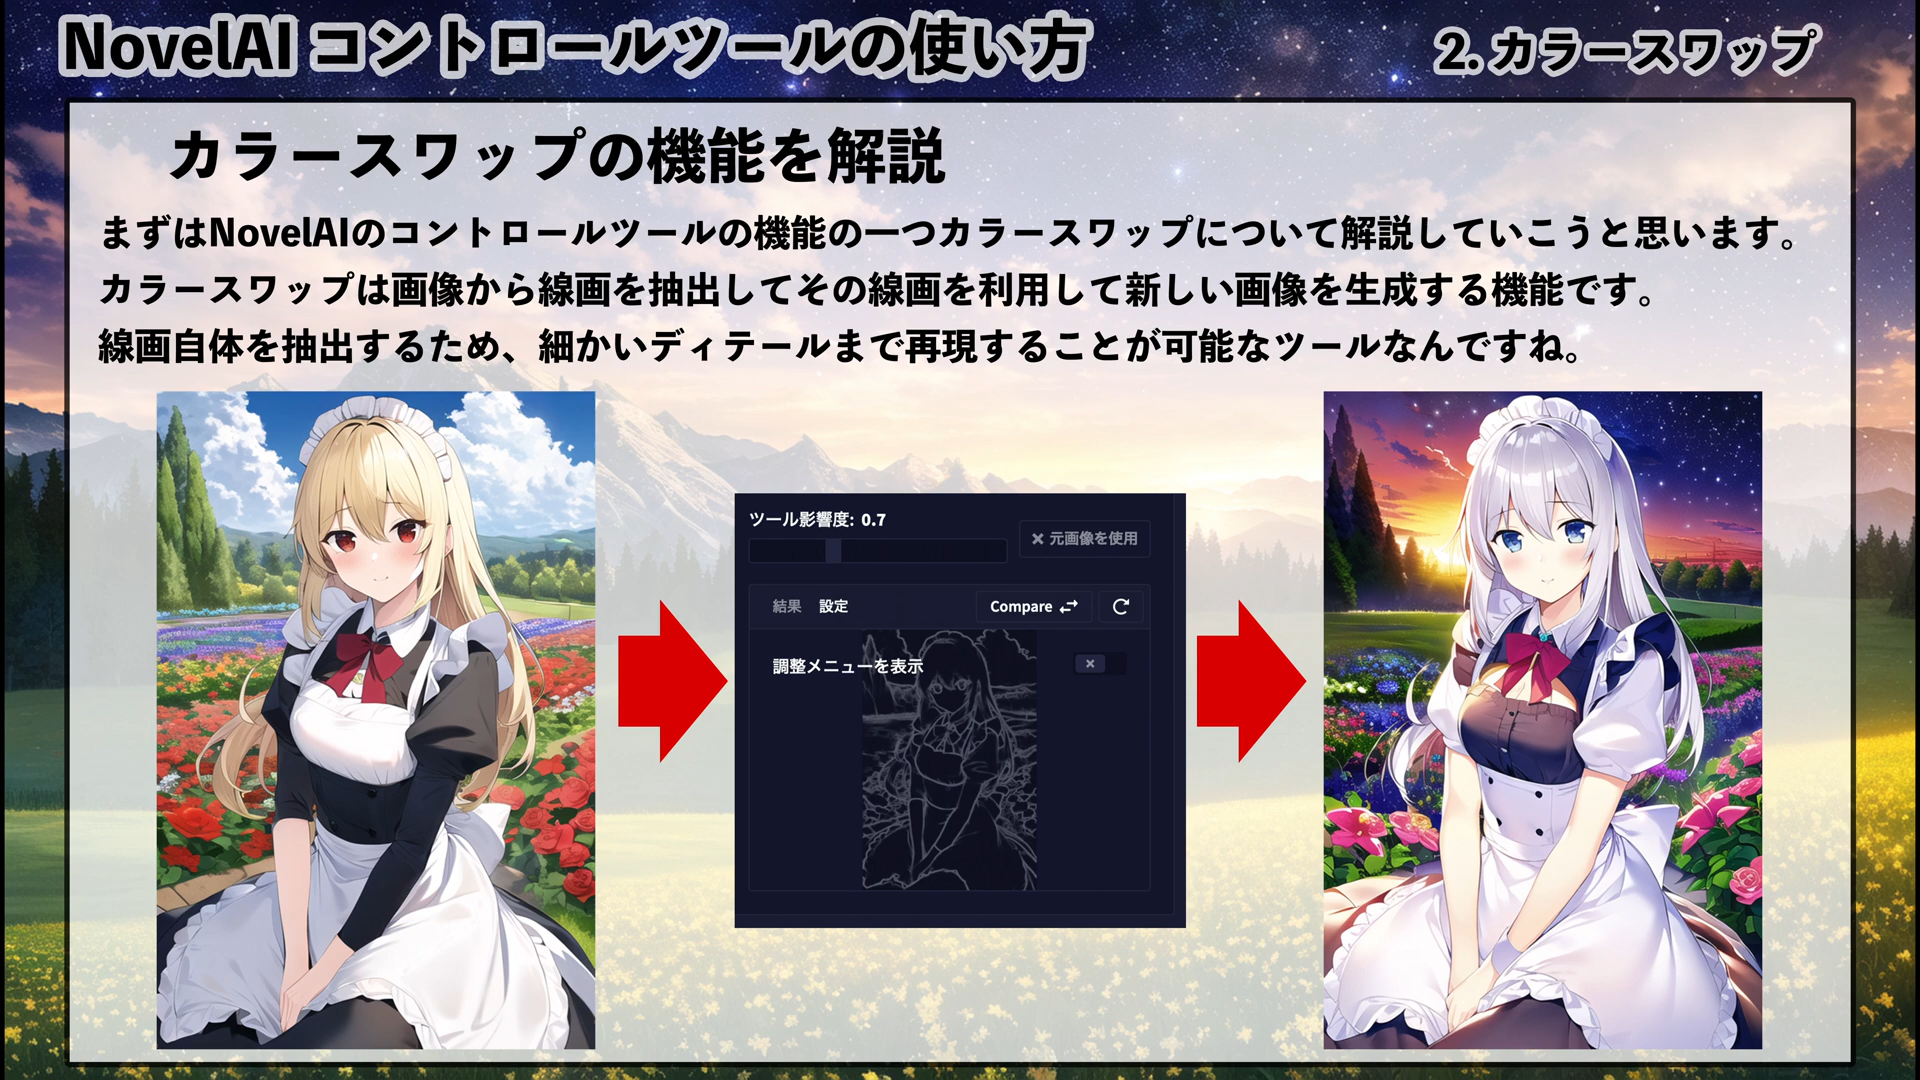 NovelAI コントロールツールの使い方
2. カラースワップ
カラースワップの機能を解説
まずはNovelAIのコントロールツールの機能の一つカラースワップについて解説していこうと思います。
カラースワップは画像から線画を抽出してその線画を利用して新しい画像を生成する機能です。
線画自体を抽出するため、細かいディテールまで再現することが可能なツールなんですね。
ツール影響度: 0.7
× 元画像を使用
結果 設定
Compare
調整メニューを表示
×